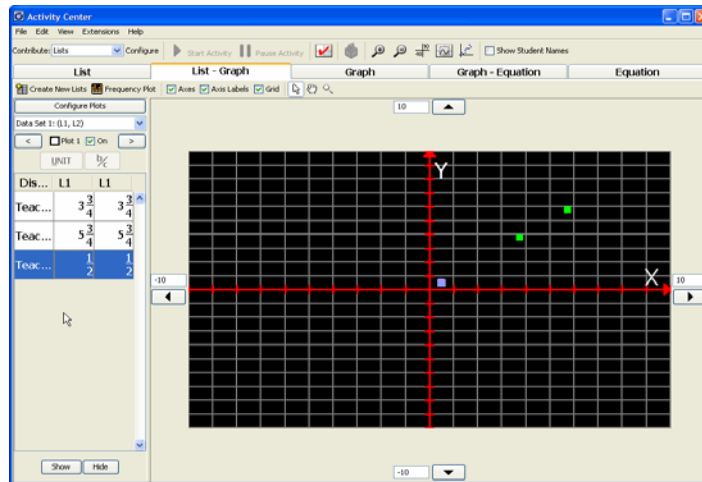 Activity Center
File Edit View Extensions Help
Contribute: Lists Configure Start Activity Pause Activity Show Student Names
List List - Graph Graph Graph - Equation Equation
Create New Lists Frequency Plot Axes Axis Labels Grid
Configure Plots
Data Set 1: (L1, L2)
< Plot 1 On >
UNIT b/c
Dis... L1 L1
Teac... 3 3/4 3 3/4
Teac... 5 3/4 5 3/4
Teac... 1/2 1/2
Show Hide
10
Y
-10 X 10
-10